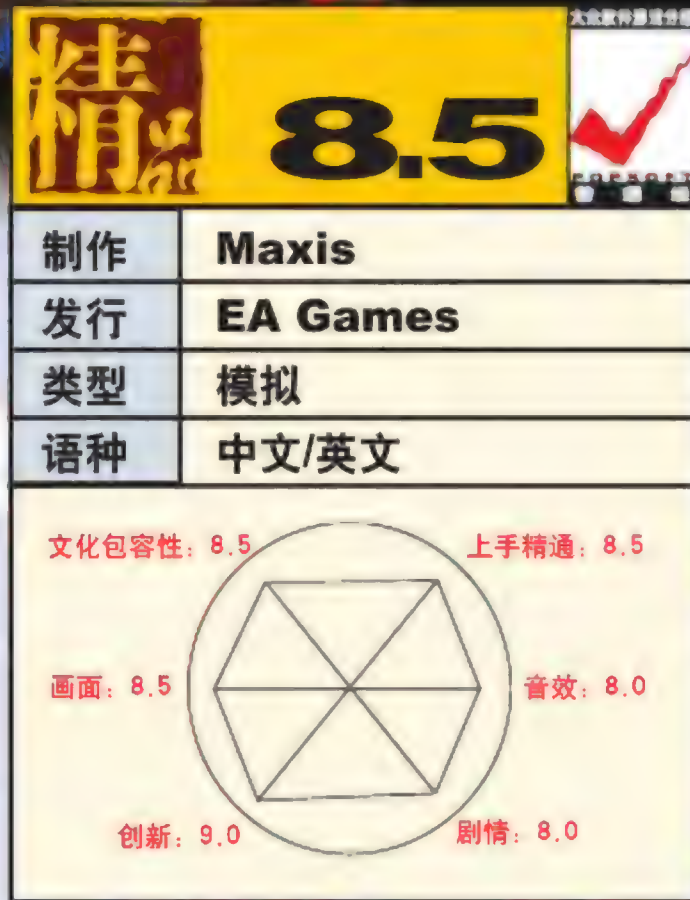 精品
8.5
制作 Maxis
发行 EA Games
类型 模拟
语种 中文/英文
文化包容性：8.5
上手精通：8.5
画面：8.5
音效：8.0
创新：9.0
剧情：8.0